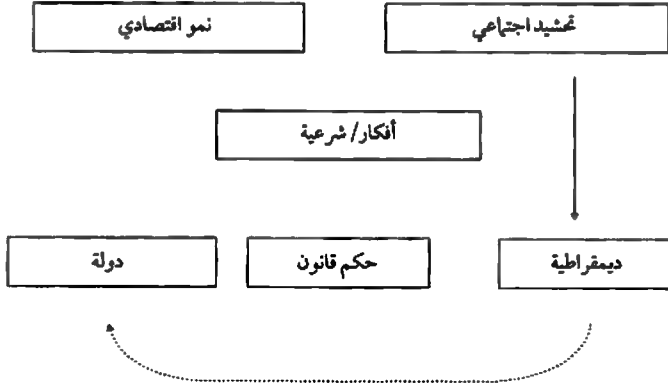 تحشيد اجتماعي
نمو اقتصادي
أفكار/ شرعية
ديمقراطية
حكم قانون
دولة